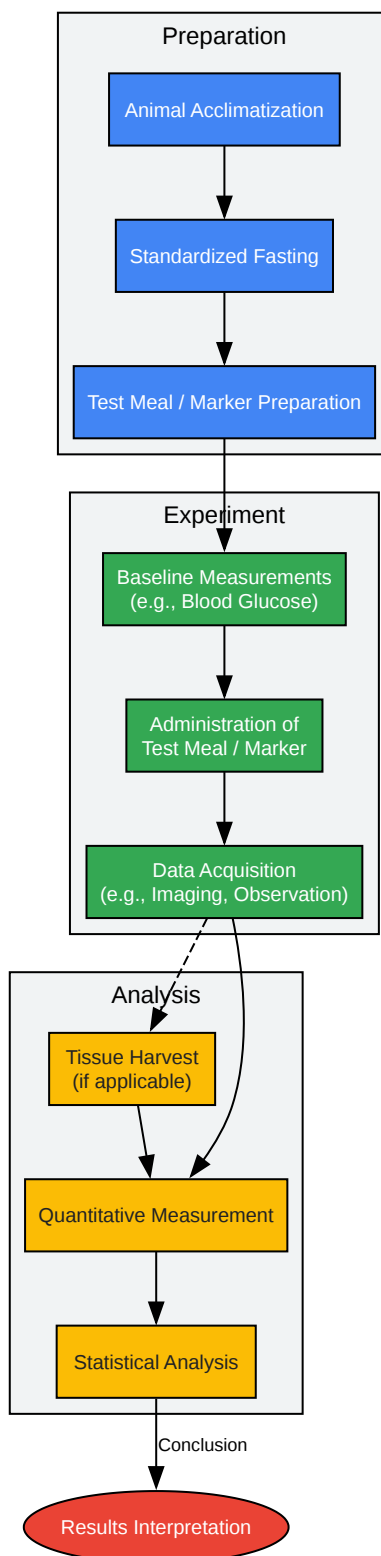 Preparation
Animal Acclimatization
Standardized Fasting
Test Meal / Marker Preparation
Experiment
Baseline Measurements
(e.g., Blood Glucose)
Administration of
Test Meal / Marker
Data Acquisition
(e.g., Imaging, Observation)
Analysis
Tissue Harvest
(if applicable)
Quantitative Measurement
Statistical Analysis
Conclusion
Results Interpretation